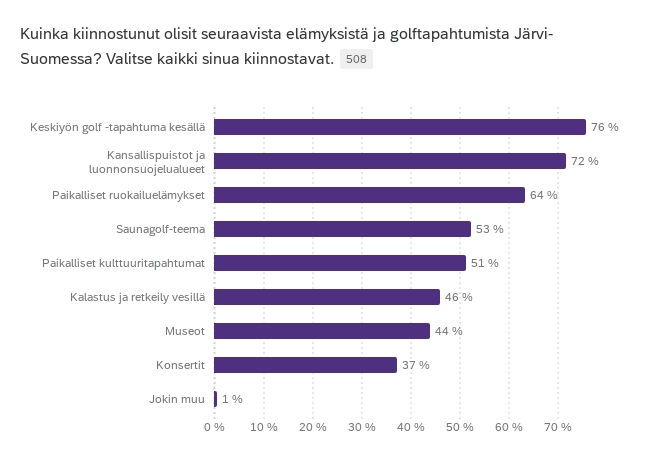 Kuinka kiinnostunut olisit seuraavista elämyksistä ja golftapahtumista Järvi-
Suomessa? Valitse kaikki sinua kiinnostavat. 508
Keskiyön golf -tapahtuma kesällä 76 %
Kansallispuistot ja
luonnonsuojelualueet 72 %
Paikalliset ruokailuelämykset 64 %
Saunagolf-teema 53 %
Paikalliset kulttuuritapahtumat 51 %
Kalastus ja retkeily vesillä 46 %
Museot 44 %
Konsertit 37 %
Jokin muu 1 %
0 % 10 % 20 % 30 % 40 % 50 % 60 % 70 %